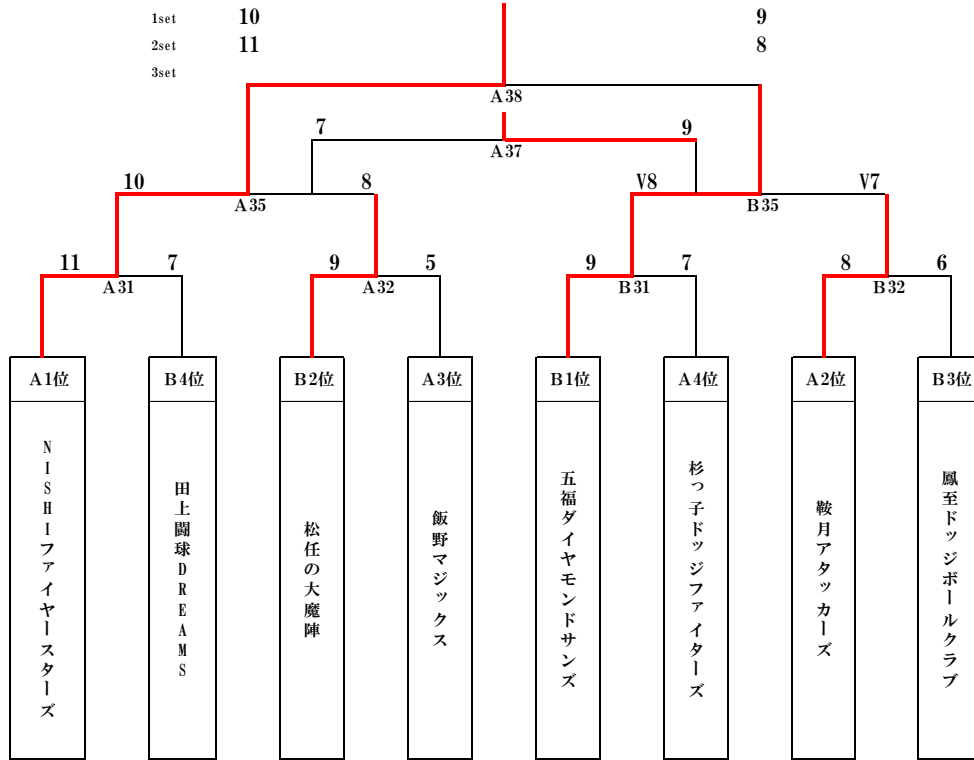 1set 10 9
2set 11 8
3set
A38
7 9
A37
10 8 V8 V7
A35 B35
11 7 9 5 9 7 8 6
A31 A32 B31 B32
A1位 B4位 B2位 A3位 B1位 A4位 A2位 B3位
NISHIファイヤースターズ
田上闘球DREAMS
松任の大魔陣
飯野マジックス
五福ダイヤモンドサンズ
杉っ子ドッジファイターズ
鞍月アタッカーズ
鳳至ドッジボールクラブ